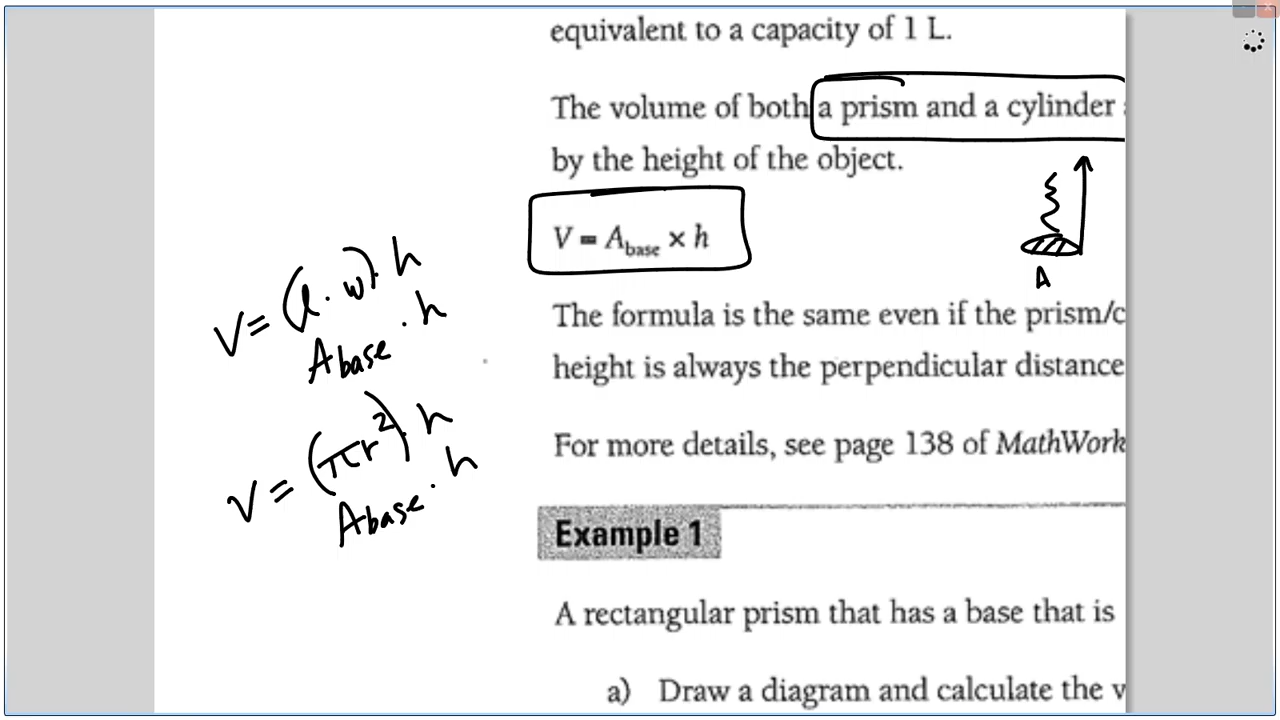 equivalent to a capacity of 1 L.
The volume of both a prism and a cylinder
by the height of the object.
V = A_base × h
A
V = (l · w) · h
A base · h
The formula is the same even if the prism/c
height is always the perpendicular distance
V = (πr²) · h
A base · h
For more details, see page 138 of MathWork
Example 1
A rectangular prism that has a base that is
a) Draw a diagram and calculate the v